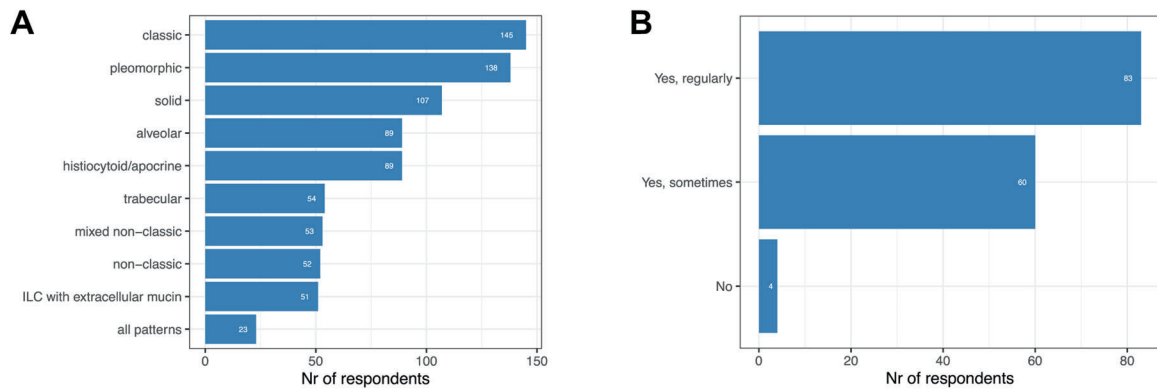 A
classic
145
pleomorphic
138
solid
107
alveolar
89
histiocytoid/apocrine
89
trabecular
54
mixed non−classic
53
non−classic
52
ILC with extracellular mucin
51
all patterns
23
0 50 100 150
Nr of respondents
B
Yes, regularly
83
Yes, sometimes
60
No
4
0 20 40 60 80
Nr of respondents